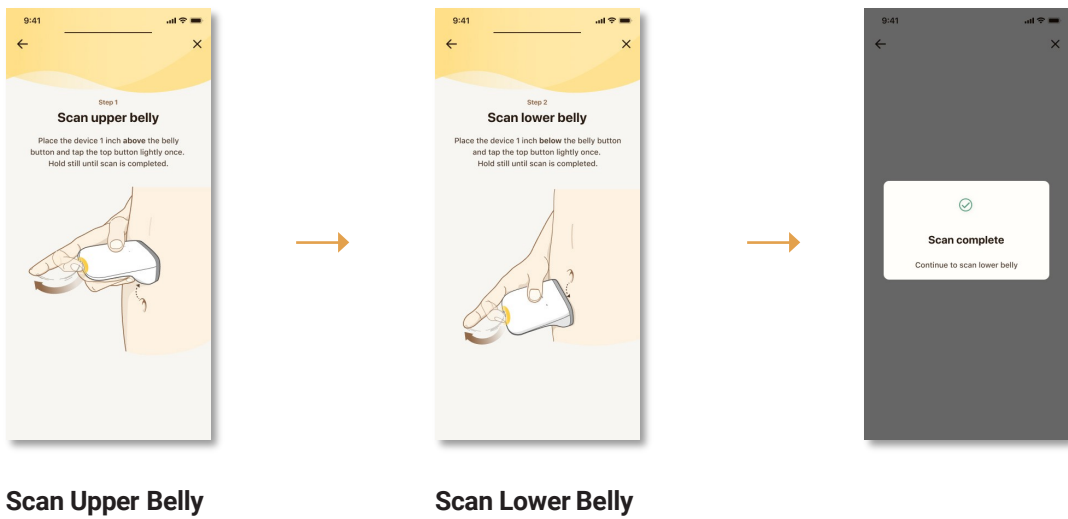 9:41
Step 1
Scan upper belly
Place the device 1 inch above the belly
button and tap the top button lightly once.
Hold still until scan is completed.
9:41
Step 2
Scan lower belly
Place the device 1 inch below the belly button
and tap the top button lightly once.
Hold still until scan is completed.
9:41
Scan complete
Continue to scan lower belly
Scan Upper Belly
Scan Lower Belly